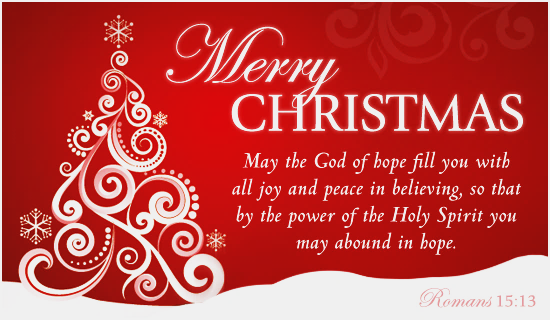 Merry
CHRISTMAS
May the God of hope fill you with
all joy and peace in believing, so that
by the power of the Holy Spirit you
may abound in hope.
Romans 15:13